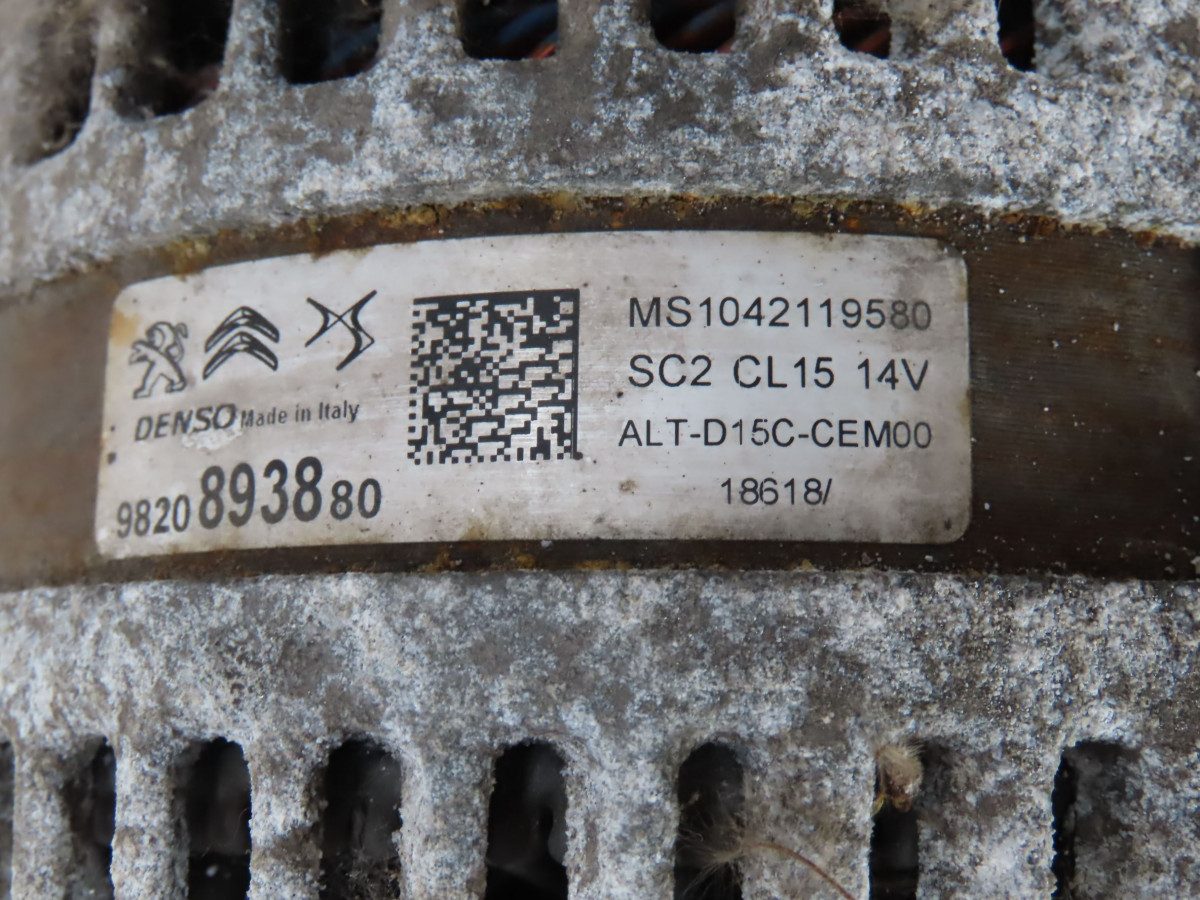 DENSO Made in Italy
9820893880
MS1042119580
SC2 CL15 14V
ALT-D15C-CEM00
18618/